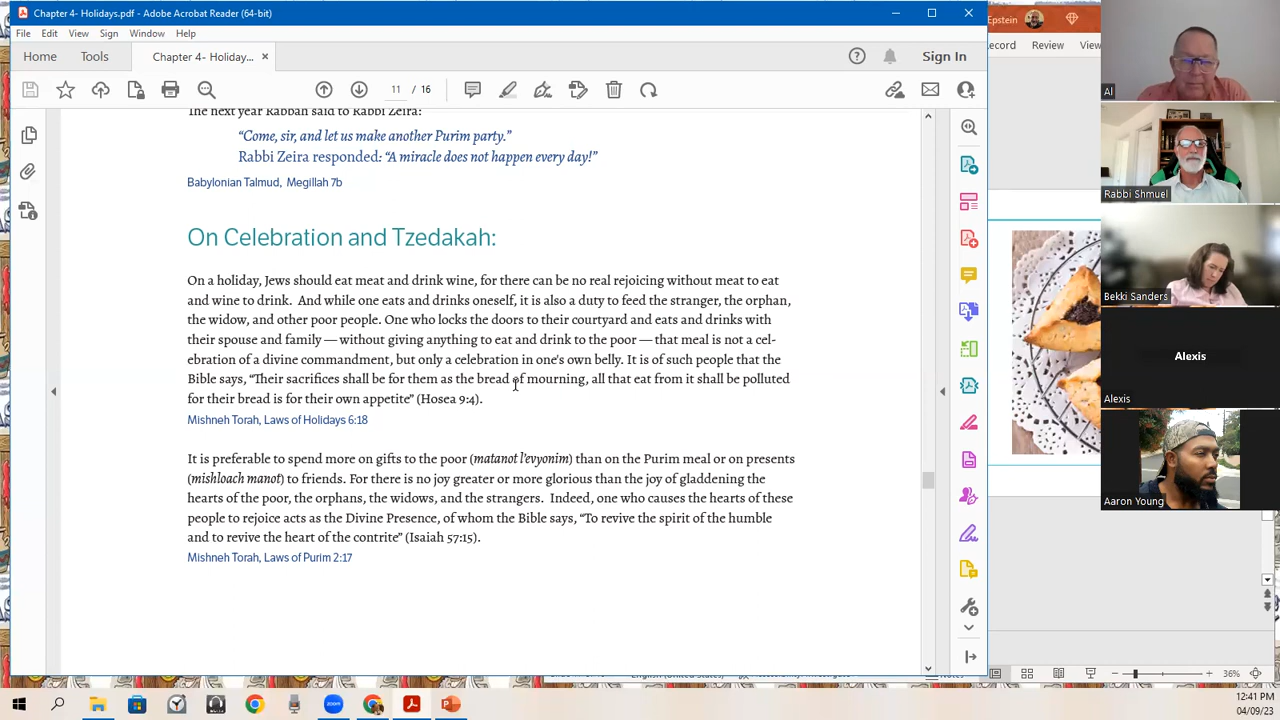 Chapter 4- Holidays.pdf - Adobe Acrobat Reader (64-bit)
Epstein
File Edit View Sign Window Help
ecord Review View
Home Tools Chapter 4- Holiday... × Sign In
11 / 16
The next year Rabbah said to Rabbi Zeira:
“Come, sir, and let us make another Purim party.”
Rabbi Zeira responded: “A miracle does not happen every day!”
Babylonian Talmud, Megillah 7b
On Celebration and Tzedakah:
On a holiday, Jews should eat meat and drink wine, for there can be no real rejoicing without meat to eat
and wine to drink. And while one eats and drinks oneself, it is also a duty to feed the stranger, the orphan,
the widow, and other poor people. One who locks the doors to their courtyard and eats and drinks with
their spouse and family — without giving anything to eat and drink to the poor — that meal is not a cel-
ebration of a divine commandment, but only a celebration in one's own belly. It is of such people that the
Bible says, “Their sacrifices shall be for them as the bread of mourning, all that eat from it shall be polluted
for their bread is for their own appetite” (Hosea 9:4).
Mishneh Torah, Laws of Holidays 6:18
It is preferable to spend more on gifts to the poor (matanot l’evyonim) than on the Purim meal or on presents
(mishloach manot) to friends. For there is no joy greater or more glorious than the joy of gladdening the
hearts of the poor, the orphans, the widows, and the strangers. Indeed, one who causes the hearts of these
people to rejoice acts as the Divine Presence, of whom the Bible says, “To revive the spirit of the humble
and to revive the heart of the contrite” (Isaiah 57:15).
Mishneh Torah, Laws of Purim 2:17
Al
Rabbi Shmuel
Bekki Sanders
Alexis
Alexis
Aaron Young
English (United States)
Notes
36%
12:41 PM
04/09/23